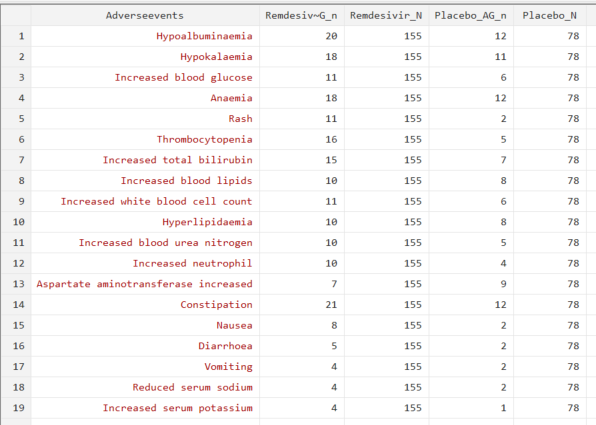 Adverseevents Remdesiv~G_n Remdesivir_N Placebo_AG_n Placebo_N
1 Hypoalbuminaemia 20 155 12 78
2 Hypokalaemia 18 155 11 78
3 Increased blood glucose 11 155 6 78
4 Anaemia 18 155 12 78
5 Rash 11 155 2 78
6 Thrombocytopenia 16 155 5 78
7 Increased total bilirubin 15 155 7 78
8 Increased blood lipids 10 155 8 78
9 Increased white blood cell count 11 155 6 78
10 Hyperlipidaemia 10 155 8 78
11 Increased blood urea nitrogen 10 155 5 78
12 Increased neutrophil 10 155 4 78
13 Aspartate aminotransferase increased 7 155 9 78
14 Constipation 21 155 12 78
15 Nausea 8 155 2 78
16 Diarrhoea 5 155 2 78
17 Vomiting 4 155 2 78
18 Reduced serum sodium 4 155 2 78
19 Increased serum potassium 4 155 1 78